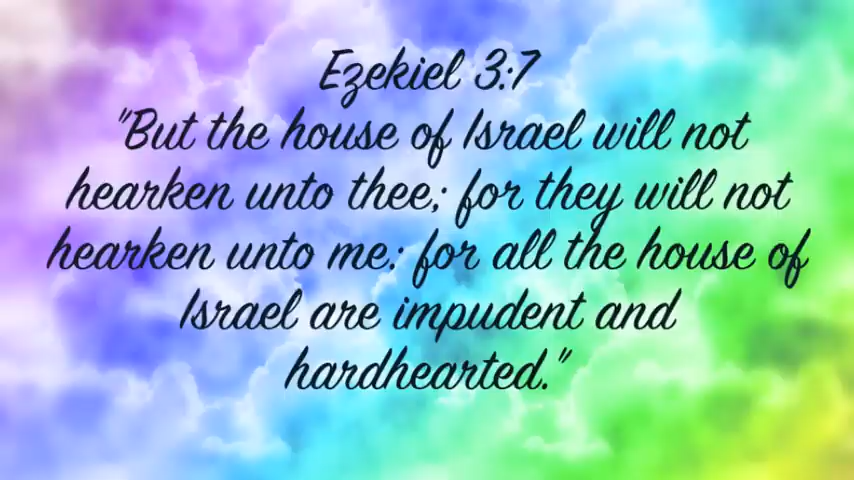 Ezekiel 3:7
"But the house of Israel will not
hearken unto thee; for they will not
hearken unto me: for all the house of
Israel are impudent and
hardhearted."